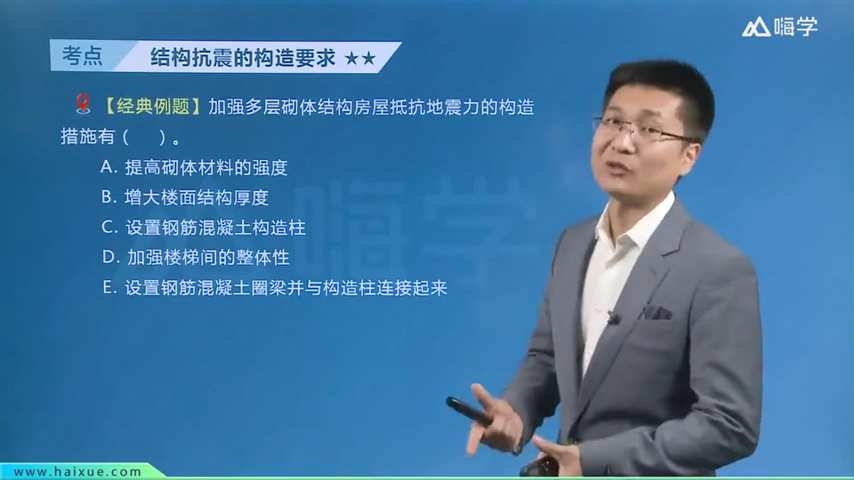 嗨学
考点 结构抗震的构造要求 ★★
【经典例题】加强多层砌体结构房屋抵抗地震力的构造
措施有（ ）。
A. 提高砌体材料的强度
B. 增大楼面结构厚度
C. 设置钢筋混凝土构造柱
D. 加强楼梯间的整体性
E. 设置钢筋混凝土圈梁并与构造柱连接起来
嗨学
www.haixue.com